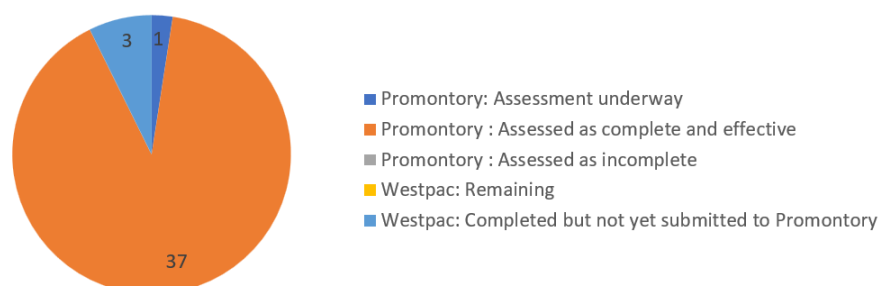 3
1
37
Promontory: Assessment underway
Promontory : Assessed as complete and effective
Promontory : Assessed as incomplete
Westpac: Remaining
Westpac: Completed but not yet submitted to Promontory